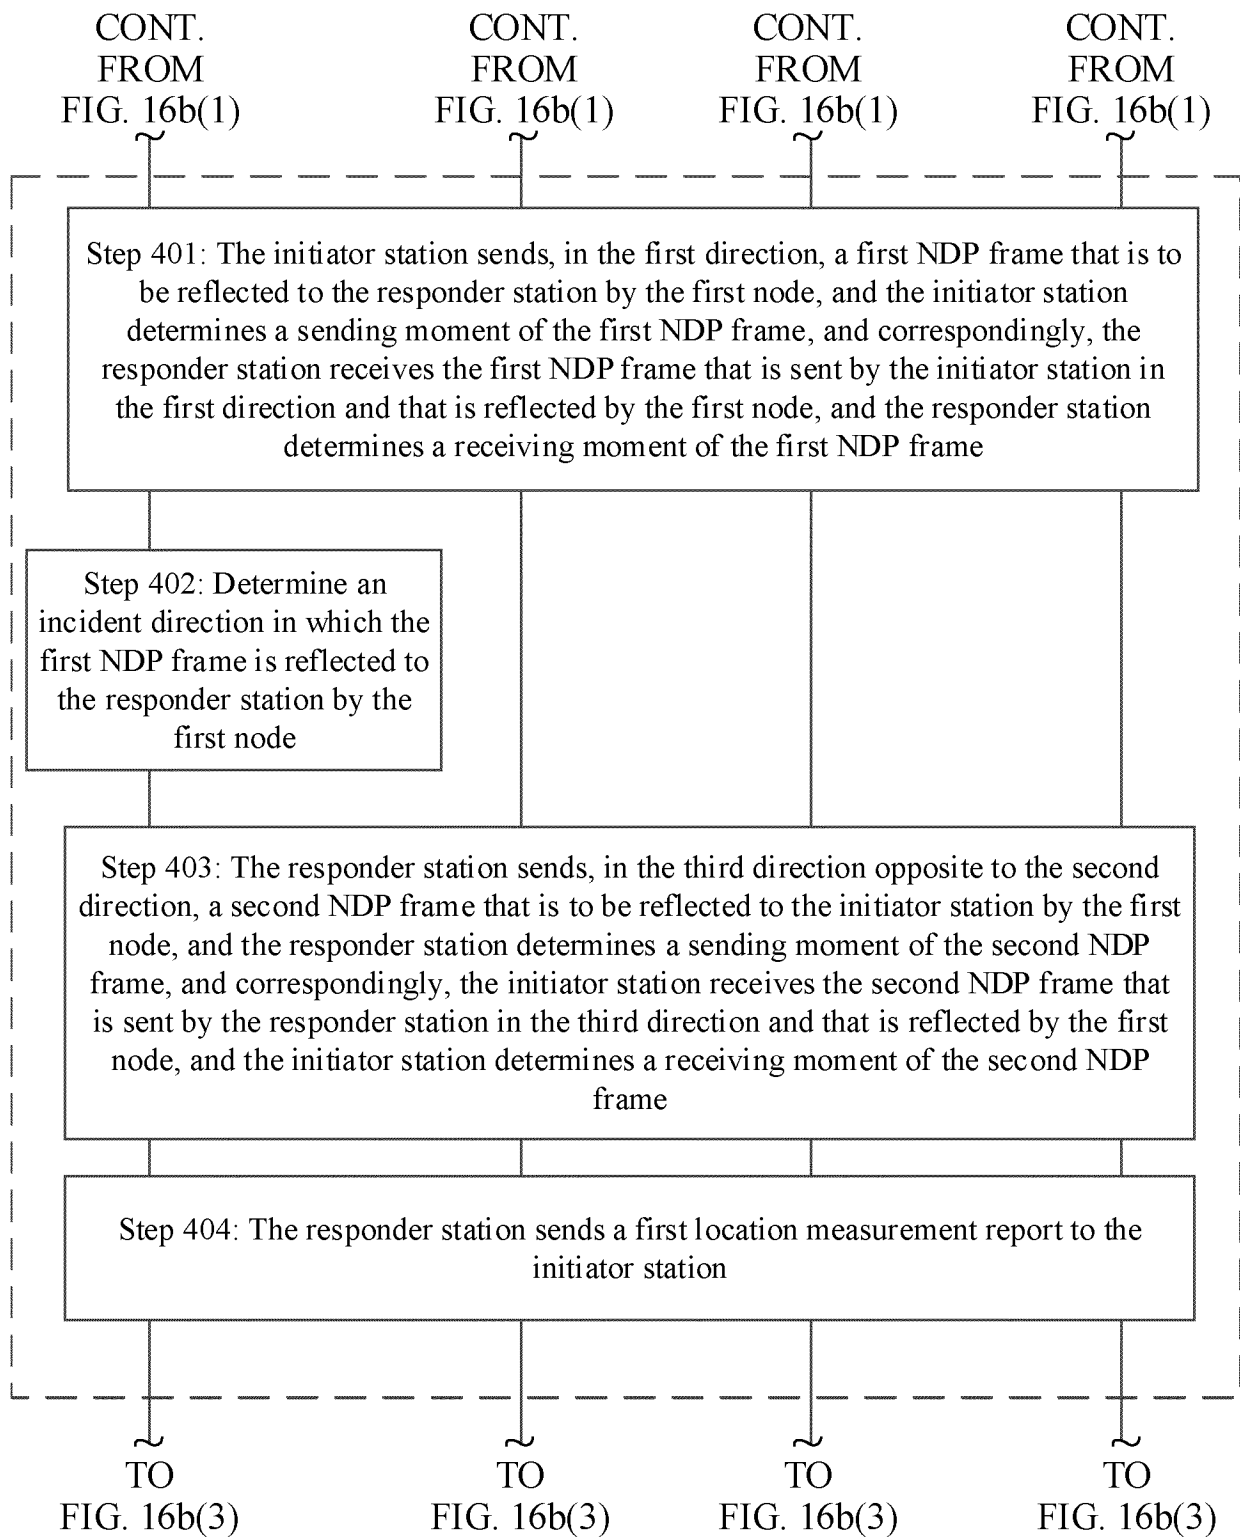 CONT. CONT. CONT. CONT.
FROM FROM FROM FROM
FIG. 16b(1) FIG. 16b(1) FIG. 16b(1) FIG. 16b(1)
Step 401: The initiator station sends, in the first direction, a first NDP frame that is to
be reflected to the responder station by the first node, and the initiator station
determines a sending moment of the first NDP frame, and correspondingly, the
responder station receives the first NDP frame that is sent by the initiator station in
the first direction and that is reflected by the first node, and the responder station
determines a receiving moment of the first NDP frame
Step 402: Determine an
incident direction in which the
first NDP frame is reflected to
the responder station by the
first node
Step 403: The responder station sends, in the third direction opposite to the second
direction, a second NDP frame that is to be reflected to the initiator station by the first
node, and the responder station determines a sending moment of the second NDP
frame, and correspondingly, the initiator station receives the second NDP frame that
is sent by the responder station in the third direction and that is reflected by the first
node, and the initiator station determines a receiving moment of the second NDP
frame
Step 404: The responder station sends a first location measurement report to the
initiator station
TO TO TO TO
FIG. 16b(3) FIG. 16b(3) FIG. 16b(3) FIG. 16b(3)